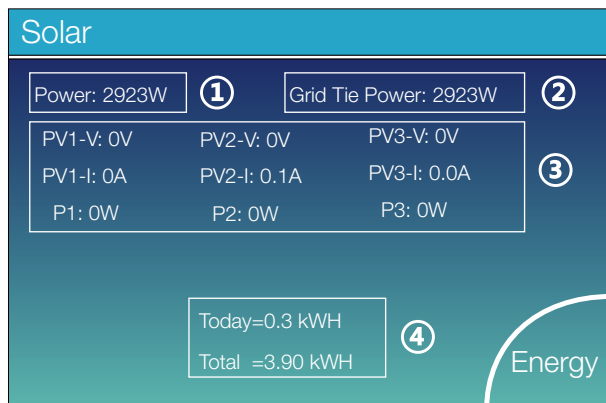 Solar
Power: 2923W ① Grid Tie Power: 2923W ②
PV1-V: 0V PV2-V: 0V PV3-V: 0V
PV1-I: 0A PV2-I: 0.1A PV3-I: 0.0A ③
P1: 0W P2: 0W P3: 0W
Today=0.3 kWH
④
Total =3.90 kWH
Energy